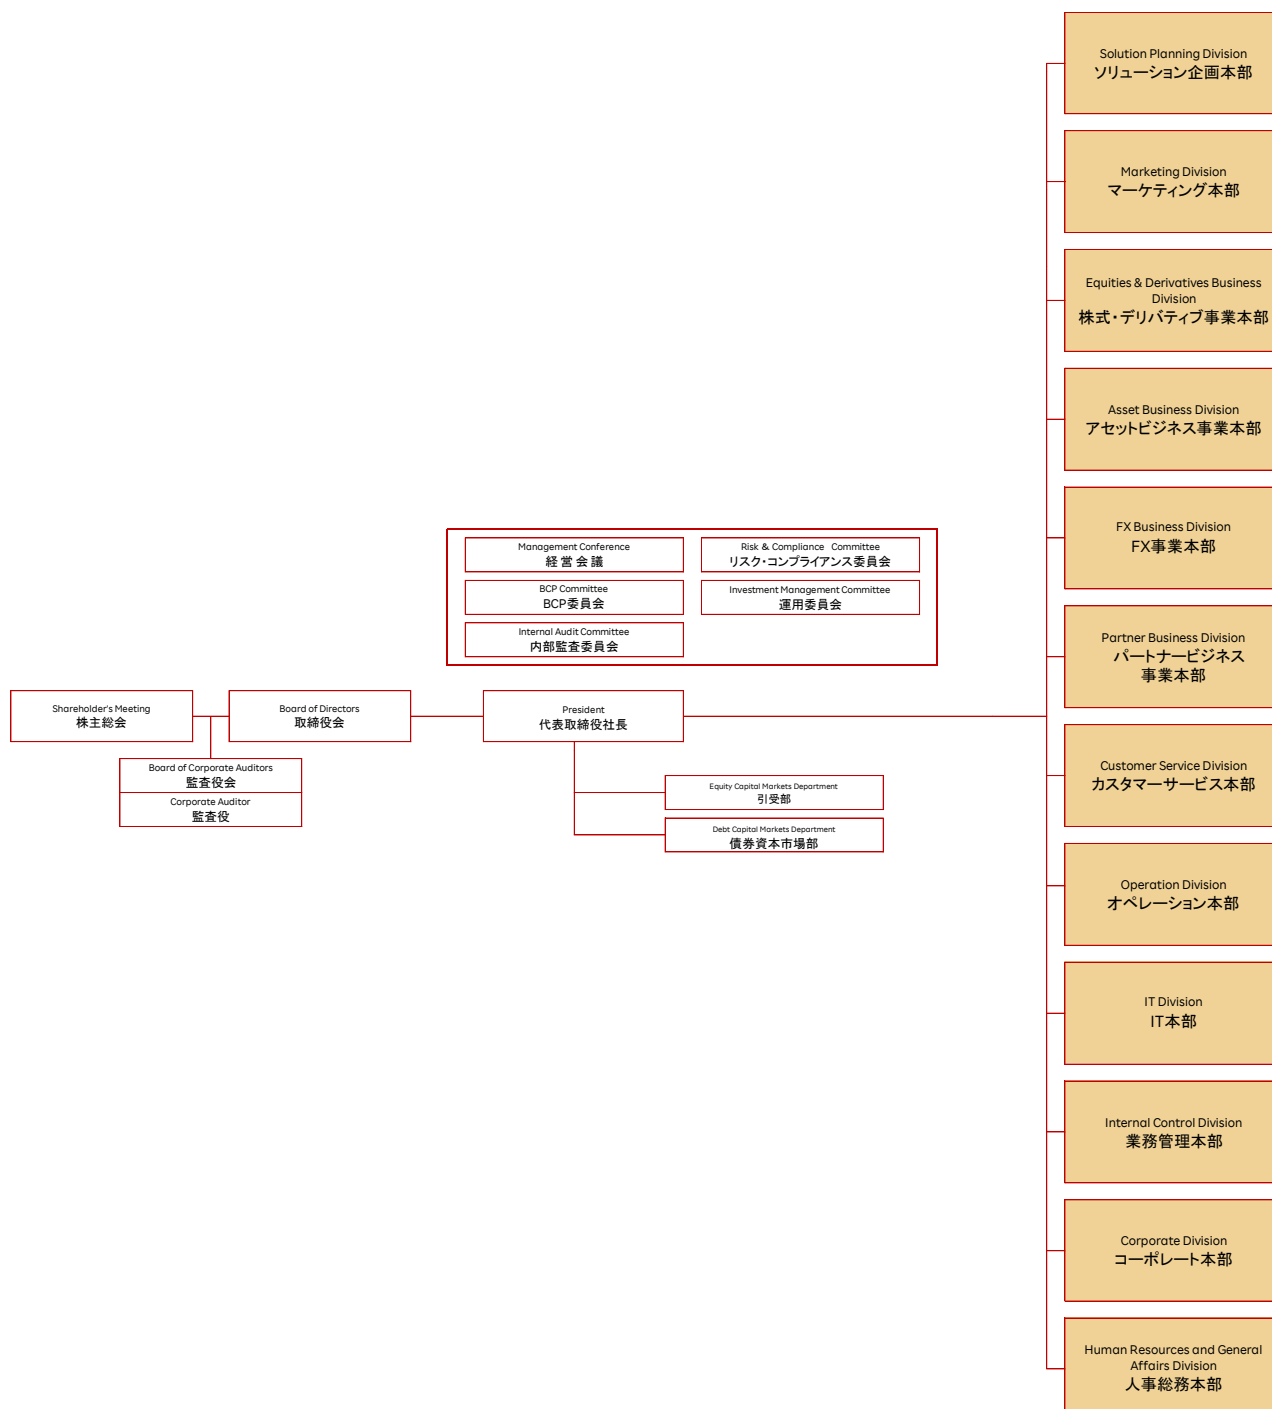 Solution Planning Division
ソリューション企画本部
Marketing Division
マーケティング本部
Equities & Derivatives Business
Division
株式・デリバティブ事業本部
Asset Business Division
アセットビジネス事業本部
FX Business Division
FX事業本部
Management Conference
経営会議
Risk & Compliance Committee
リスク・コンプライアンス委員会
BCP Committee
BCP委員会
Investment Management Committee
運用委員会
Internal Audit Committee
内部監査委員会
Partner Business Division
パートナービジネス
事業本部
Shareholder's Meeting
株主総会
Board of Directors
取締役会
President
代表取締役社長
Board of Corporate Auditors
監査役会
Corporate Auditor
監査役
Equity Capital Markets Department
引受部
Debt Capital Markets Department
債券資本市場部
Customer Service Division
カスタマーサービス本部
Operation Division
オペレーション本部
IT Division
IT本部
Internal Control Division
業務管理本部
Corporate Division
コーポレート本部
Human Resources and General
Affairs Division
人事総務本部